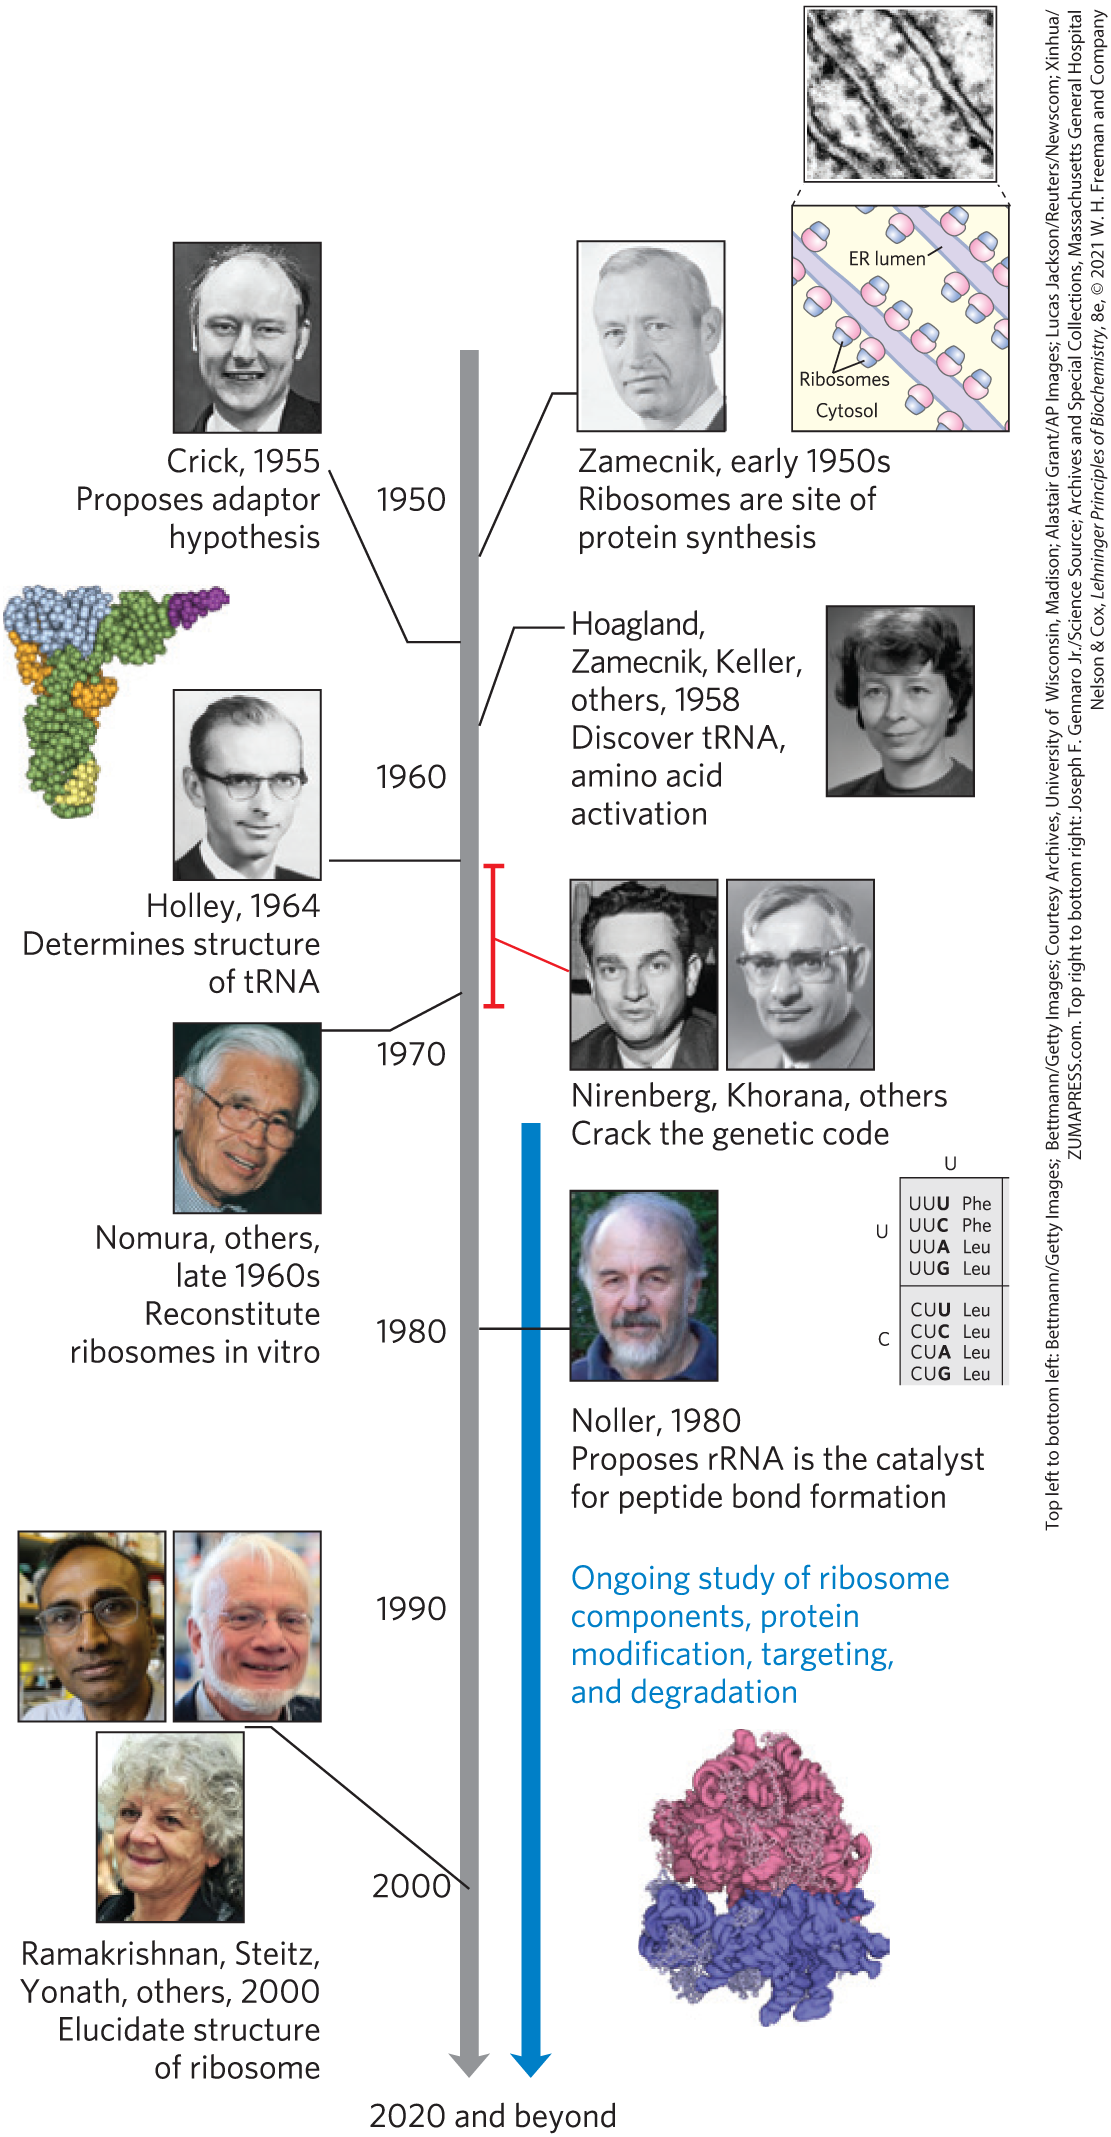 ER lumen
Ribosomes
Cytosol
Crick, 1955
Proposes adaptor
hypothesis
1950
Zamecnik, early 1950s
Ribosomes are site of
protein synthesis
Hoagland,
Zamecnik, Keller,
others, 1958
Discover tRNA,
amino acid
activation
1960
Holley, 1964
Determines structure
of tRNA
1970
Nirenberg, Khorana, others
Crack the genetic code
Nomura, others,
late 1960s
Reconstitute
ribosomes in vitro
1980
U
U
UUU Phe
UUC Phe
UUA Leu
UUG Leu
C
CUU Leu
CUC Leu
CUA Leu
CUG Leu
Noller, 1980
Proposes rRNA is the catalyst
for peptide bond formation
1990
Ongoing study of ribosome
components, protein
modification, targeting,
and degradation
2000
Ramakrishnan, Steitz,
Yonath, others, 2000
Elucidate structure
of ribosome
2020 and beyond
Top left to bottom left: Bettmann/Getty Images; Bettmann/Getty Images; Courtesy Archives, University of Wisconsin, Madison; Alastair Grant/AP Images; Lucas Jackson/Reuters/Newscom; Xinhua/
ZUMAPRESS.com. Top right to bottom right: Joseph F. Gennaro Jr./Science Source; Archives and Special Collections, Massachusetts General Hospital
Nelson & Cox, Lehninger Principles of Biochemistry, 8e, © 2021 W. H. Freeman and Company